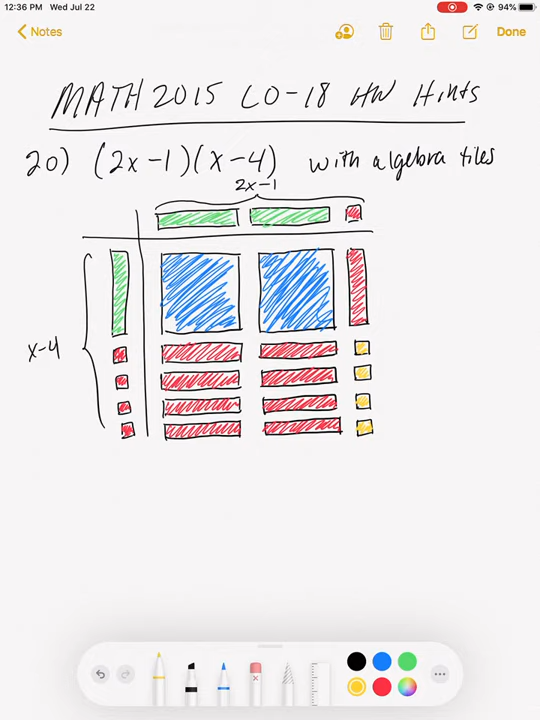 12:36 PM Wed Jul 22
94%
Notes
Done
MATH 2015 LO-18 HW Hints
20) (2x-1)(x-4) with algebra tiles
2x-1
x-4